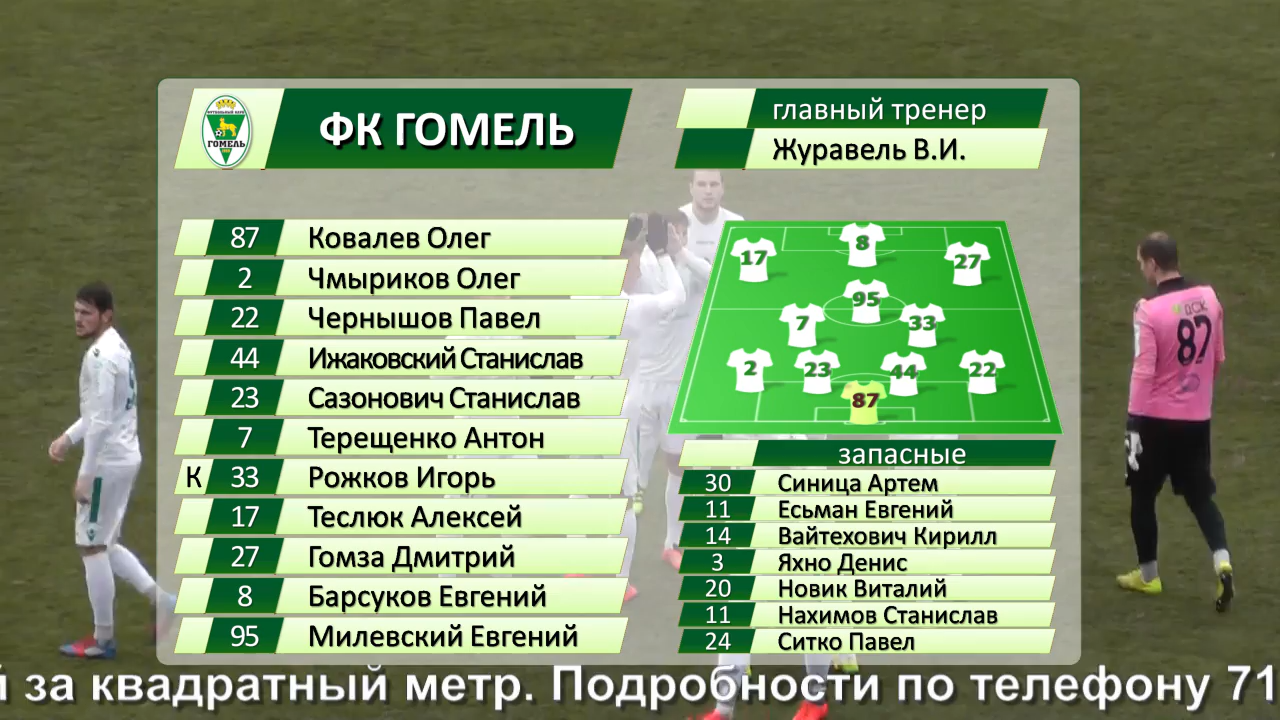 ФУТБОЛЬНЫЙ КЛУБ
ГОМЕЛЬ
ФК ГОМЕЛЬ
главный тренер
Журавель В.И.
87 Ковалев Олег
2 Чмыриков Олег
22 Чернышов Павел
44 Ижаковский Станислав
23 Сазонович Станислав
7 Терещенко Антон
К 33 Рожков Игорь
17 Теслюк Алексей
27 Гомза Дмитрий
8 Барсуков Евгений
95 Милевский Евгений
17 8 27
95
7 33
2 23 44 22
87
запасные
30 Синица Артем
11 Есьман Евгений
14 Вайтехович Кирилл
3 Яхно Денис
20 Новик Виталий
11 Нахимов Станислав
24 Ситко Павел
ДСК
87
й за квадратный метр. Подробности по телефону 71